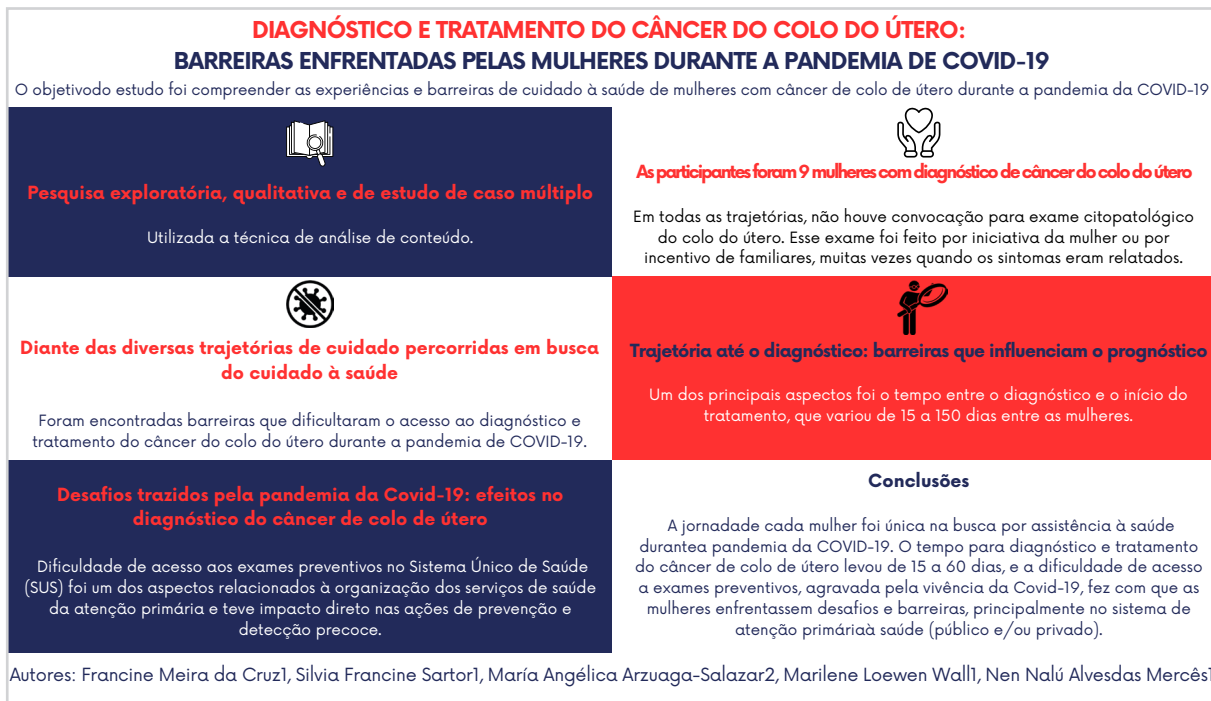 DIAGNÓSTICO E TRATAMENTO DO CÂNCER DO COLO DO ÚTERO:
BARREIRAS ENFRENTADAS PELAS MULHERES DURANTE A PANDEMIA DE COVID-19
O objetivodo estudo foi compreender as experiências e barreiras de cuidado à saúde de mulheres com câncer de colo de útero durante a pandemia da COVID-19
Pesquisa exploratória, qualitativa e de estudo de caso múltiplo
Utilizada a técnica de análise de conteúdo.
As participantes foram 9 mulheres com diagnóstico de câncer do colo do útero
Em todas as trajetórias, não houve convocação para exame citopatológico
do colo do útero. Esse exame foi feito por iniciativa da mulher ou por
incentivo de familiares, muitas vezes quando os sintomas eram relatados.
Diante das diversas trajetórias de cuidado percorridas em busca
do cuidado à saúde
Foram encontradas barreiras que dificultaram o acesso ao diagnóstico e
tratamento do câncer do colo do útero durante a pandemia de COVID-19.
Trajetória até o diagnóstico: barreiras que influenciam o prognóstico
Um dos principais aspectos foi o tempo entre o diagnóstico e o início do
tratamento, que variou de 15 a 150 dias entre as mulheres.
Desafios trazidos pela pandemia da Covid-19: efeitos no
diagnóstico do câncer de colo de útero
Dificuldade de acesso aos exames preventivos no Sistema Único de Saúde
(SUS) foi um dos aspectos relacionados à organização dos serviços de saúde
da atenção primária e teve impacto direto nas ações de prevenção e
detecção precoce.
Conclusões
A jornadade cada mulher foi única na busca por assistência à saúde
durantea pandemia da COVID-19. O tempo para diagnóstico e tratamento
do câncer de colo de útero levou de 15 a 60 dias, e a dificuldade de acesso
a exames preventivos, agravada pela vivência da Covid-19, fez com que as
mulheres enfrentassem desafios e barreiras, principalmente no sistema de
atenção primáriaà saúde (público e/ou privado).
Autores: Francine Meira da Cruz1, Silvia Francine Sartor1, María Angélica Arzuaga-Salazar2, Marilene Loewen Wall1, Nen Nalú Alvesdas Mercês1